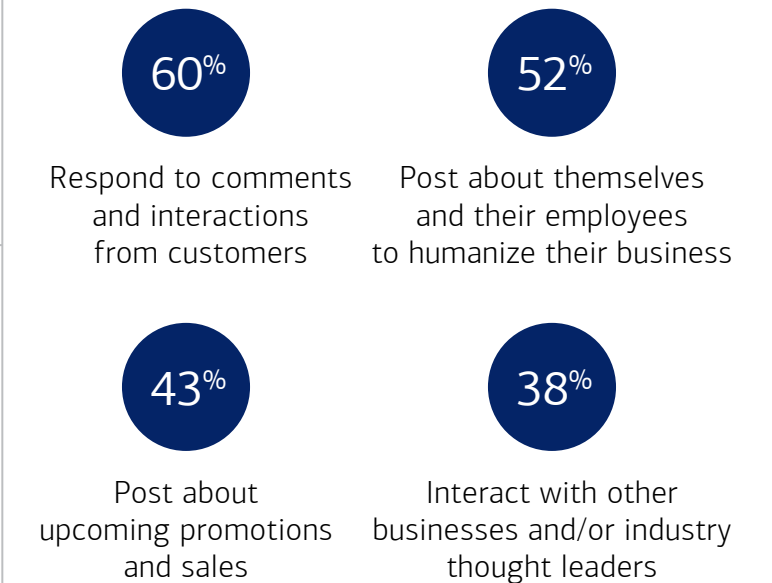 60%
Respond to comments
and interactions
from customers
52%
Post about themselves
and their employees
to humanize their business
43%
Post about
upcoming promotions
and sales
38%
Interact with other
businesses and/or industry
thought leaders